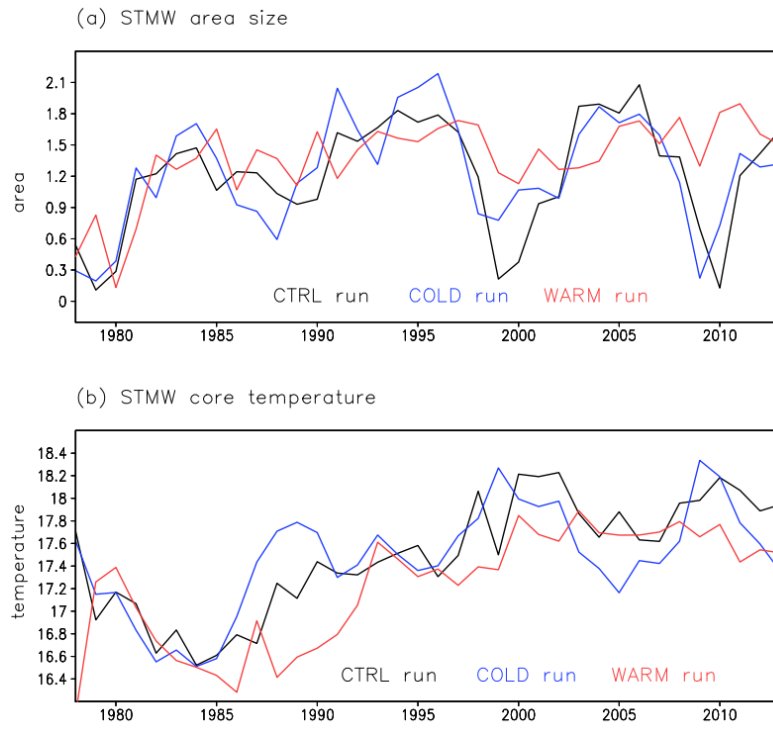 (a) STMW area size
2.1
1.8
1.5
1.2
0.9
0.6
0.3
0
area
CTRL run COLD run WARM run
1980 1985 1990 1995 2000 2005 2010
(b) STMW core temperature
18.4
18.2
18
17.8
17.6
17.4
17.2
17
16.8
16.6
16.4
temperature
CTRL run COLD run WARM run
1980 1985 1990 1995 2000 2005 2010